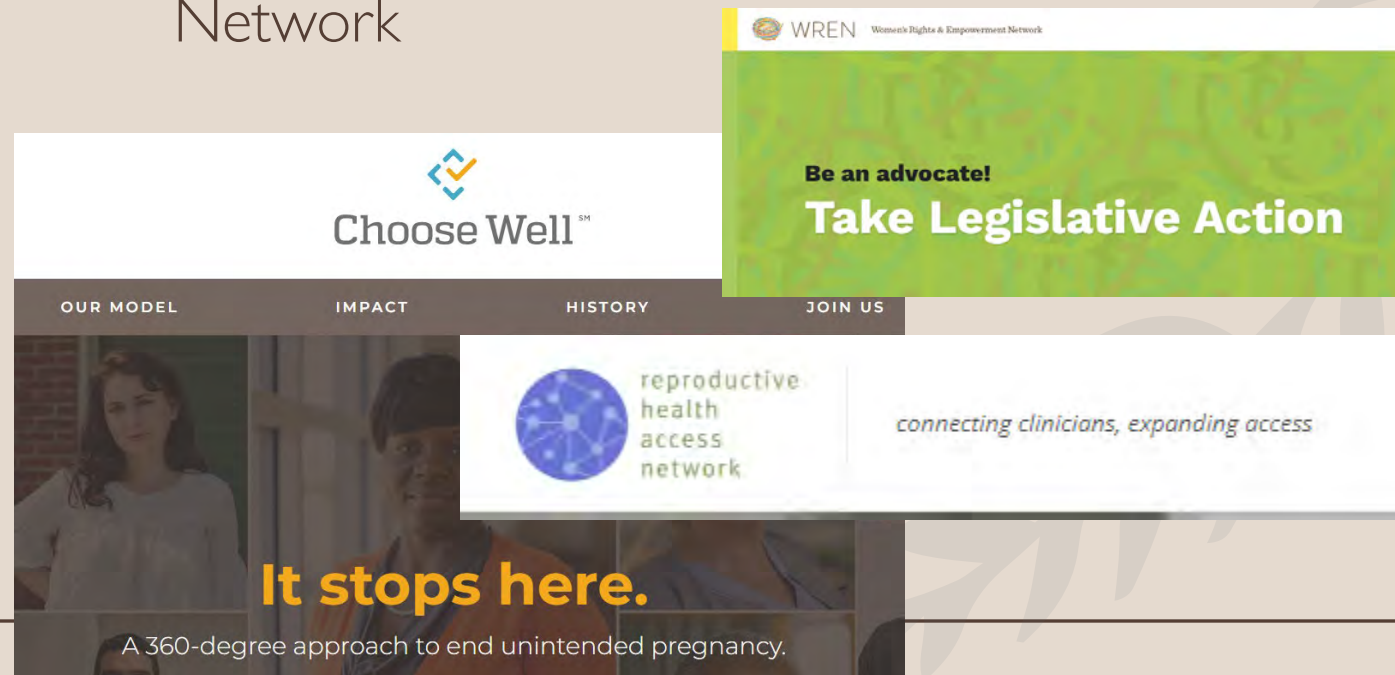 Network
WREN Women's Rights & Empowerment Network
Be an advocate!
Take Legislative Action
Choose Well℠
OUR MODEL IMPACT HISTORY JOIN US
reproductive
health
access
network
connecting clinicians, expanding access
It stops here.
A 360-degree approach to end unintended pregnancy.